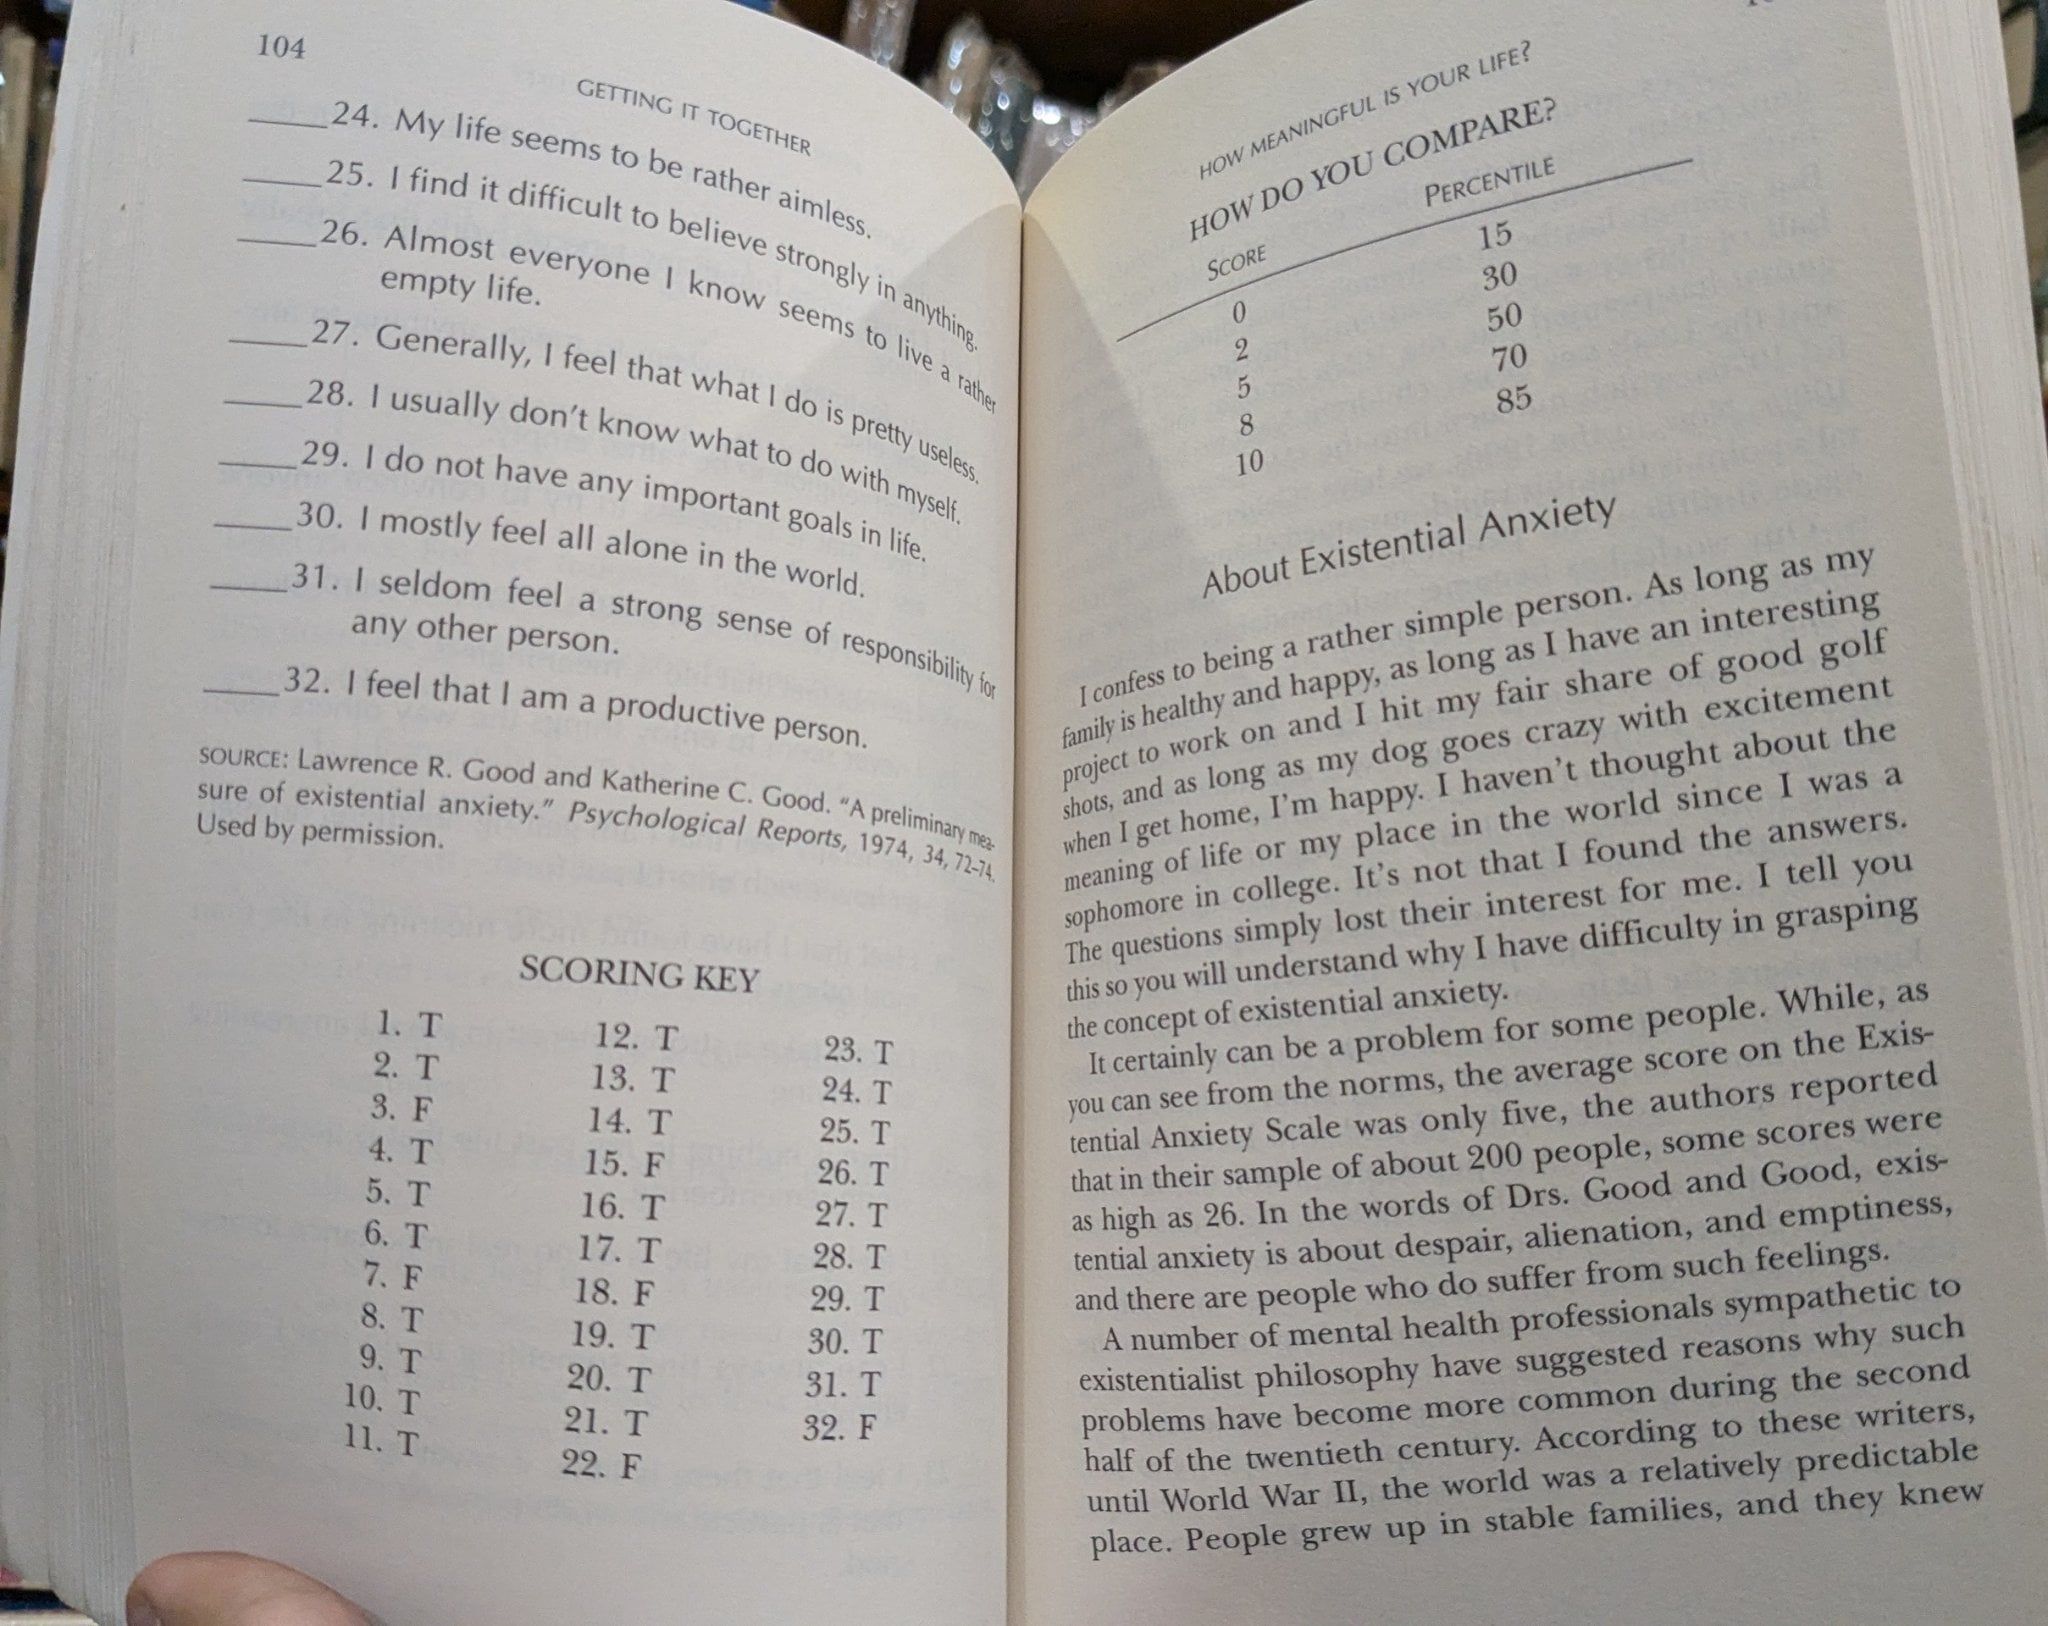 104
GETTING IT TOGETHER
____24. My life seems to be rather aimless.
____25. I find it difficult to believe strongly in anything.
____26. Almost everyone I know seems to live a rather
empty life.
____27. Generally, I feel that what I do is pretty useless.
____28. I usually don't know what to do with myself.
____29. I do not have any important goals in life.
____30. I mostly feel all alone in the world.
____31. I seldom feel a strong sense of responsibility for
any other person.
____32. I feel that I am a productive person.
SOURCE: Lawrence R. Good and Katherine C. Good. "A preliminary mea-
sure of existential anxiety." Psychological Reports, 1974, 34, 72–74.
Used by permission.
SCORING KEY
1. T
2. T
3. F
4. T
5. T
6. T
7. F
8. T
9. T
10. T
11. T
12. T
13. T
14. T
15. F
16. T
17. T
18. F
19. T
20. T
21. T
22. F
23. T
24. T
25. T
26. T
27. T
28. T
29. T
30. T
31. T
32. F
HOW MEANINGFUL IS YOUR LIFE?
HOW DO YOU COMPARE?
SCORE PERCENTILE
0 15
2 30
5 50
8 70
10 85
About Existential Anxiety
I confess to being a rather simple person. As long as my
family is healthy and happy, as long as I have an interesting
project to work on and I hit my fair share of good golf
shots, and as long as my dog goes crazy with excitement
when I get home, I'm happy. I haven't thought about the
meaning of life or my place in the world since I was a
sophomore in college. It's not that I found the answers.
The questions simply lost their interest for me. I tell you
this so you will understand why I have difficulty in grasping
the concept of existential anxiety.
It certainly can be a problem for some people. While, as
you can see from the norms, the average score on the Exis-
tential Anxiety Scale was only five, the authors reported
that in their sample of about 200 people, some scores were
as high as 26. In the words of Drs. Good and Good, exis-
tential anxiety is about despair, alienation, and emptiness,
and there are people who do suffer from such feelings.
A number of mental health professionals sympathetic to
existentialist philosophy have suggested reasons why such
problems have become more common during the second
half of the twentieth century. According to these writers,
until World War II, the world was a relatively predictable
place. People grew up in stable families, and they knew